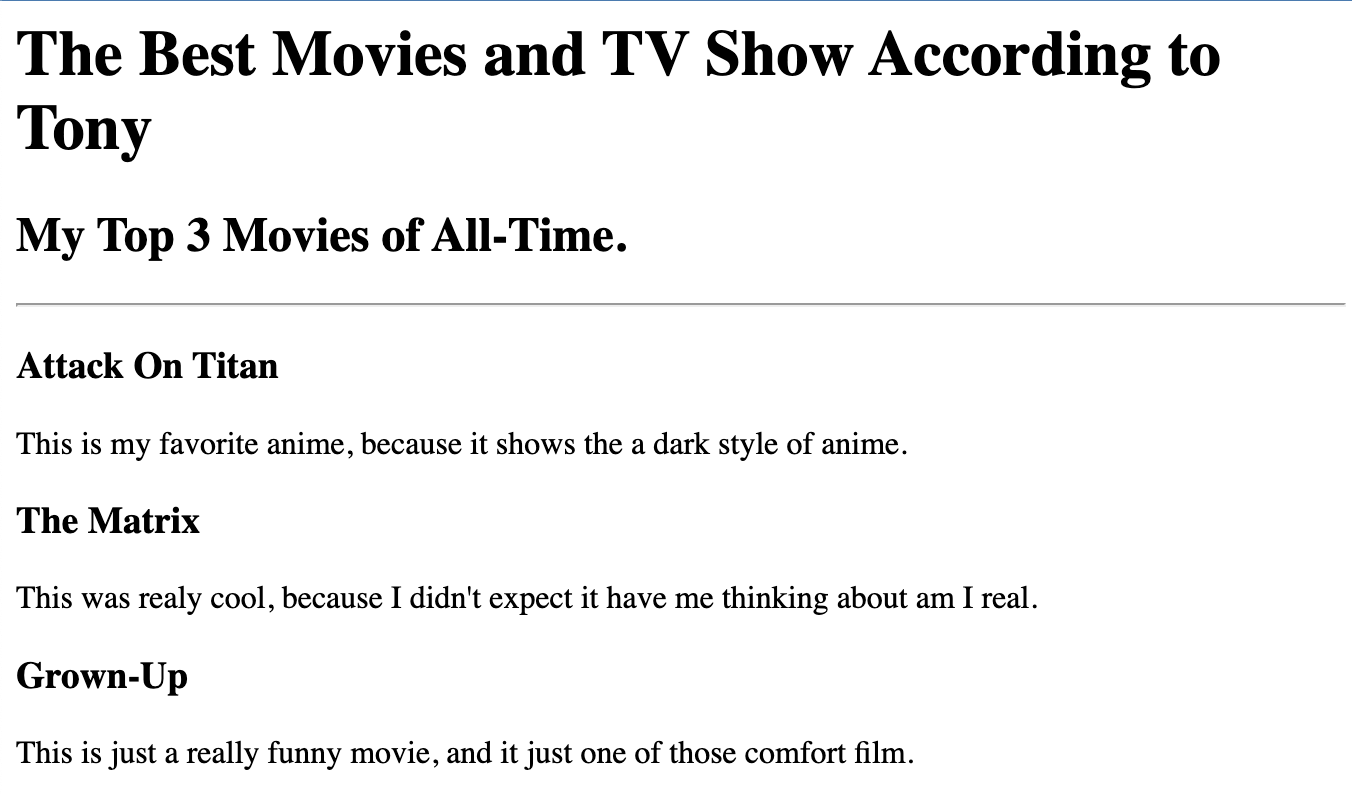 The Best Movies and TV Show According to
Tony
My Top 3 Movies of All-Time.
Attack On Titan
This is my favorite anime, because it shows the a dark style of anime.
The Matrix
This was realy cool, because I didn't expect it have me thinking about am I real.
Grown-Up
This is just a really funny movie, and it just one of those comfort film.